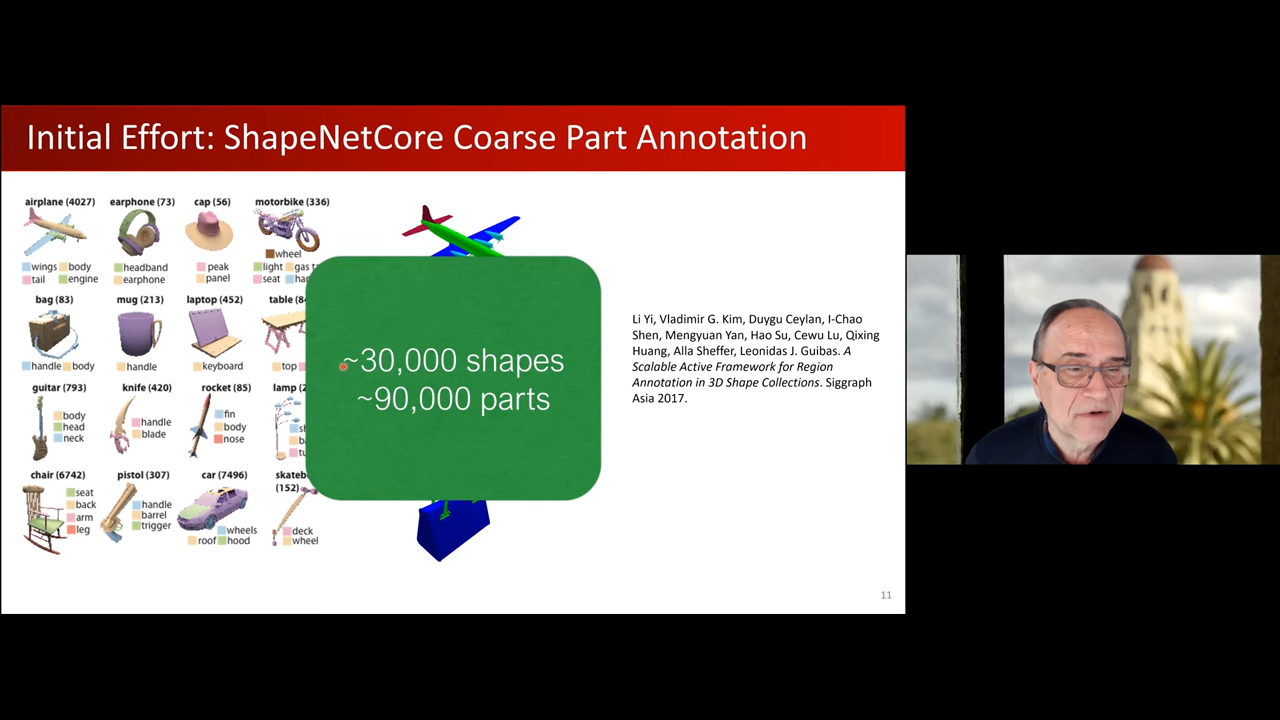 Initial Effort: ShapeNetCore Coarse Part Annotation
airplane (4027)
wings body
tail engine
earphone (73)
headband
earphone
cap (56)
peak
panel
motorbike (336)
wheel
light gas
seat
bag (83)
handle body
mug (213)
handle
laptop (452)
keyboard
table
top
guitar (793)
body
head
neck
knife (420)
handle
blade
rocket (85)
fin
body
nose
lamp
chair (6742)
seat
back
arm
leg
pistol (307)
handle
barrel
trigger
car (7496)
wheels
roof hood
(152)
deck
wheel
~30,000 shapes
~90,000 parts
Li Yi, Vladimir G. Kim, Duygu Ceylan, I-Chao
Shen, Mengyuan Yan, Hao Su, Cewu Lu, Qixing
Huang, Alla Sheffer, Leonidas J. Guibas. A
Scalable Active Framework for Region
Annotation in 3D Shape Collections. Siggraph
Asia 2017.
11